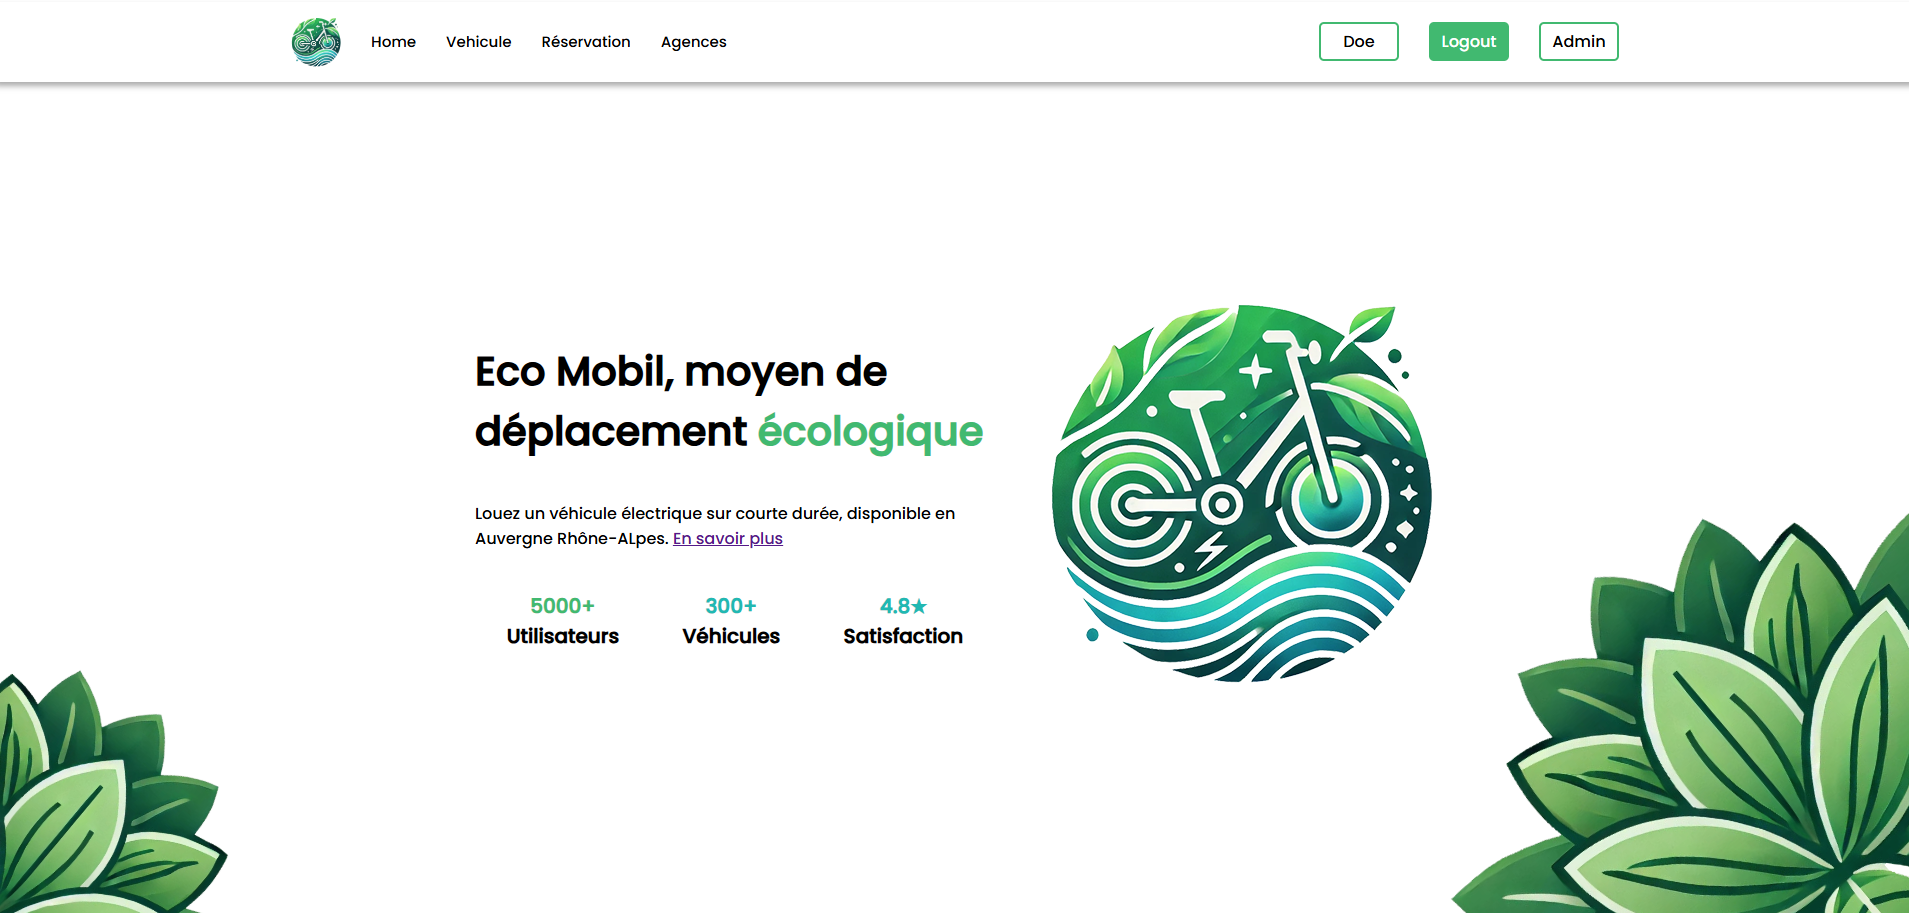 Home Vehicule Réservation Agences Doe Logout Admin
Eco Mobil, moyen de
déplacement écologique
Louez un véhicule électrique sur courte durée, disponible en
Auvergne Rhône-ALpes. En savoir plus
5000+ 300+ 4.8★
Utilisateurs Véhicules Satisfaction